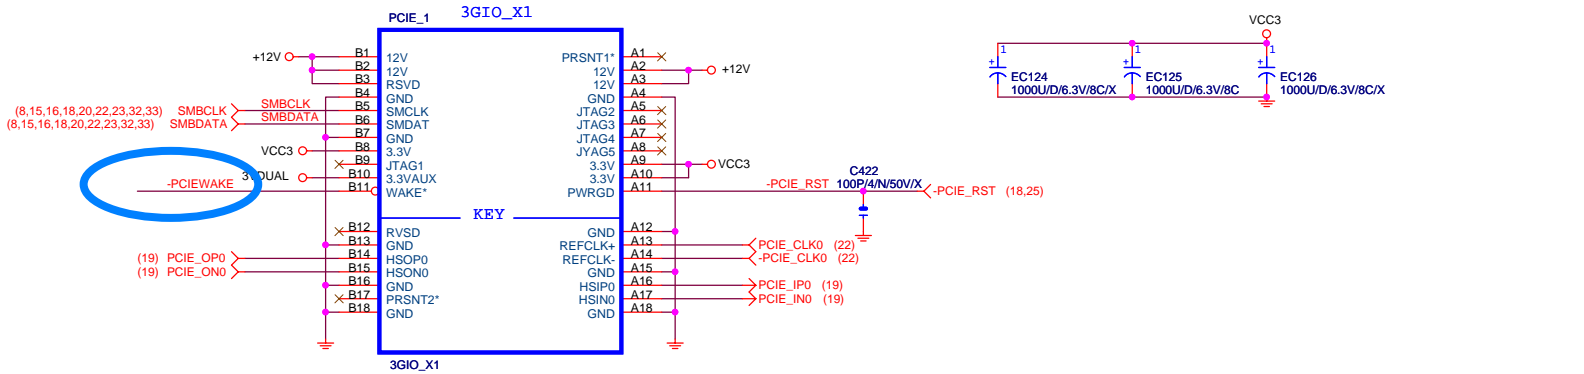 3GIO_X1
PCIE_1
+12V B1 12V PRSNT1* A1
B2 12V 12V A2 +12V
B3 RSVD 12V A3
B4 GND GND A4
(8,15,16,18,20,22,23,32,33) SMBCLK SMBCLK B5 SMCLK JTAG2 A5
(8,15,16,18,20,22,23,32,33) SMBDATA SMBDATA B6 SMDAT JTAG3 A6
B7 GND JTAG4 A7
VCC3 B8 3.3V JYAG5 A8
B9 JTAG1 3.3V A9 VCC3
3VDUAL B10 3.3VAUX 3.3V A10
-PCIEWAKE B11 WAKE* PWRGD A11 -PCIE_RST -PCIE_RST (18,25)
C422
100P/4/N/50V/X
KEY
B12 RVSD GND A12
B13 GND REFCLK+ A13 PCIE_CLK0 (22)
(19) PCIE_OP0 B14 HSOP0 REFCLK- A14 -PCIE_CLK0 (22)
(19) PCIE_ON0 B15 HSON0 GND A15
B16 GND HSIP0 A16 PCIE_IP0 (19)
B17 PRSNT2* HSIN0 A17 PCIE_IN0 (19)
B18 GND GND A18
3GIO_X1
VCC3
1 1 1
+ + +
EC124 EC125 EC126
1000U/D/6.3V/8C/X 1000U/D/6.3V/8C 1000U/D/6.3V/8C/X